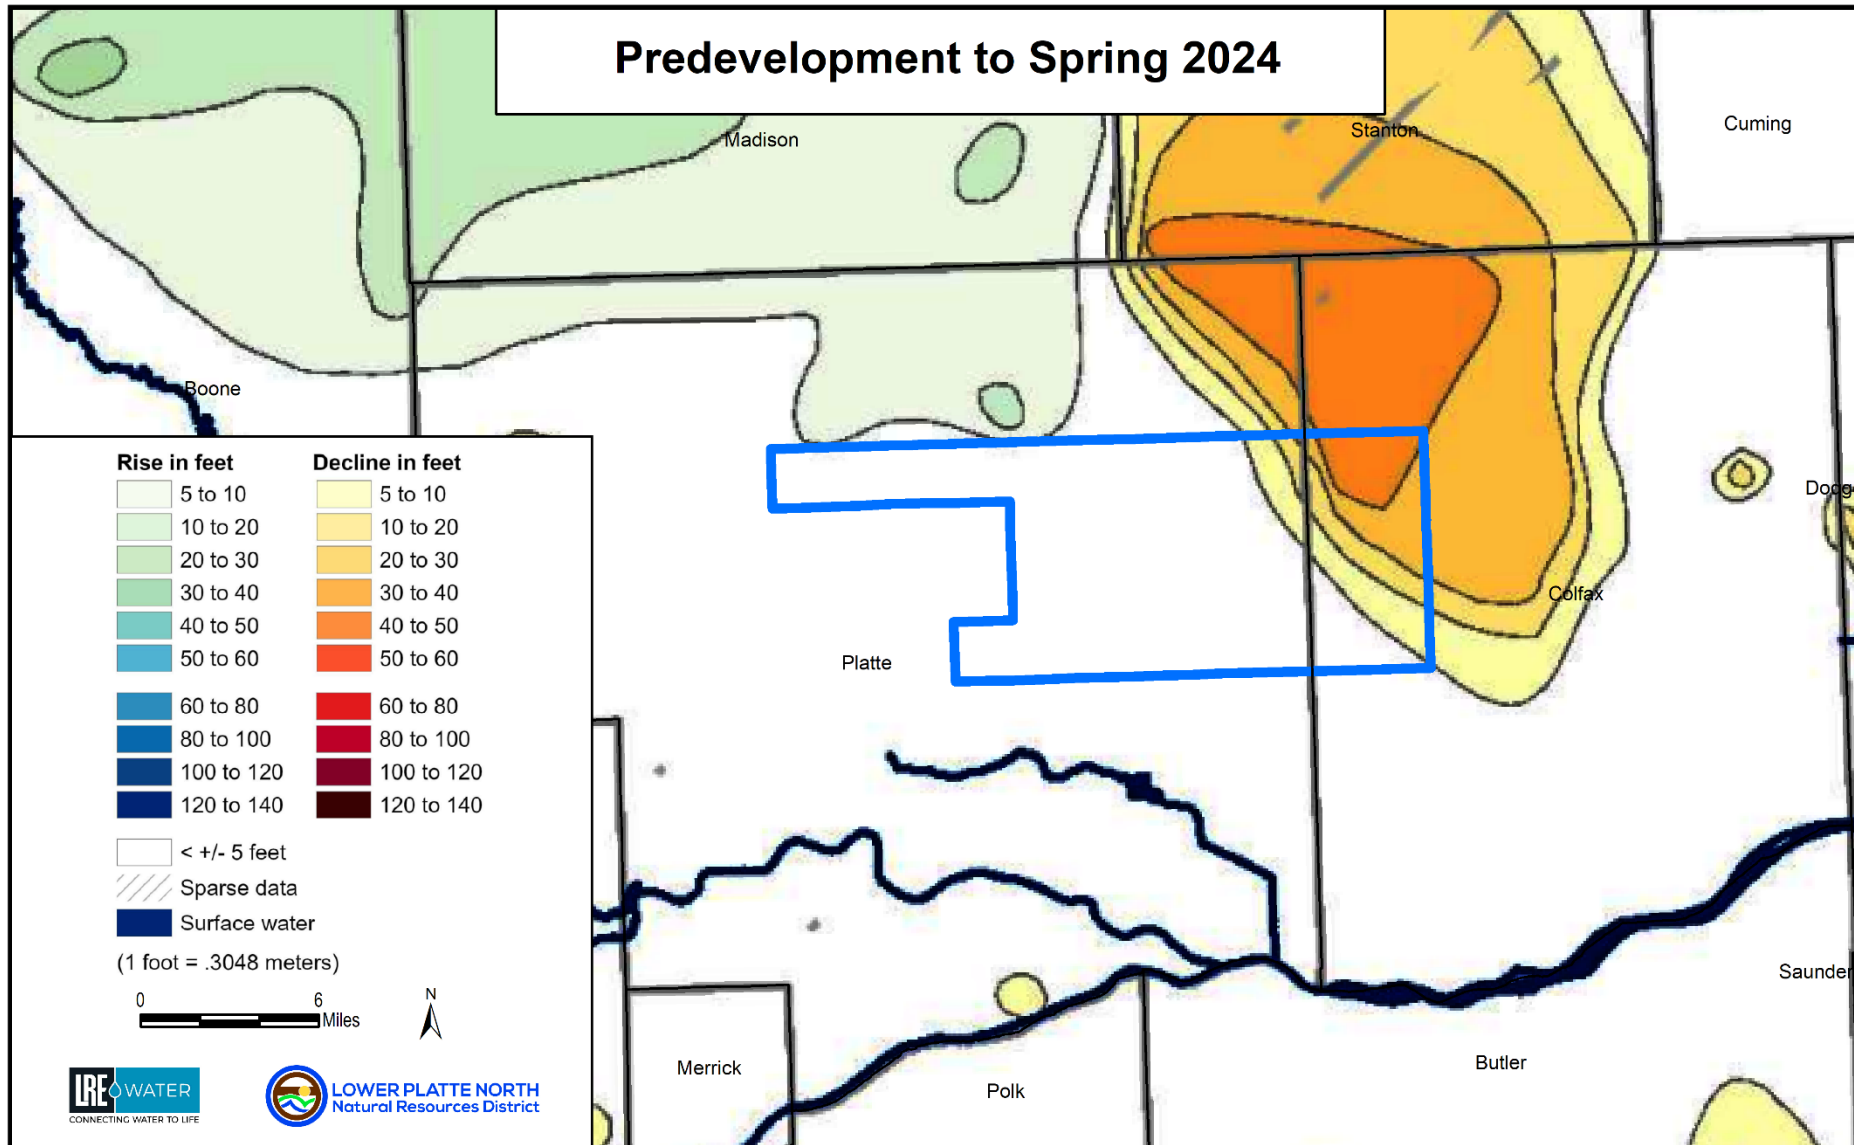 Predevelopment to Spring 2024
Madison
Stanton
Cuming
Boone
Dodg
Colfax
Platte
Saunder
Merrick
Polk
Butler
Rise in feet
5 to 10
10 to 20
20 to 30
30 to 40
40 to 50
50 to 60
60 to 80
80 to 100
100 to 120
120 to 140
Decline in feet
5 to 10
10 to 20
20 to 30
30 to 40
40 to 50
50 to 60
60 to 80
80 to 100
100 to 120
120 to 140
< +/- 5 feet
Sparse data
Surface water
(1 foot = .3048 meters)
0 6
Miles
N
LRE WATER
CONNECTING WATER TO LIFE
LOWER PLATTE NORTH
Natural Resources District